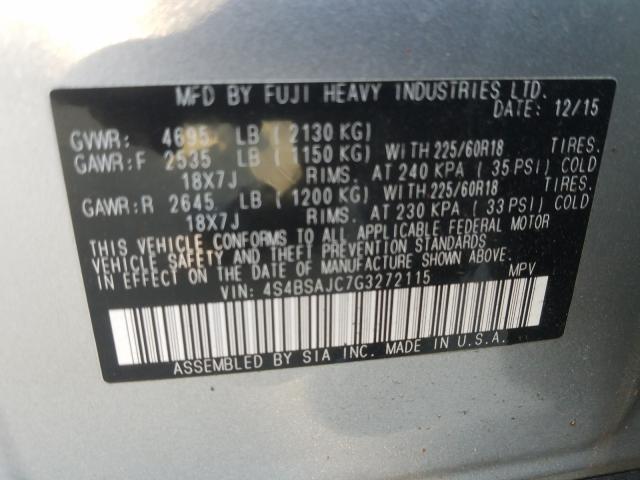 MFD BY FUJI HEAVY INDUSTRIES LTD.
DATE: 12/15
GVWR: 4695 LB ( 2130 KG)
GAWR:F 2535 LB ( 1150 KG) WITH 225/60R18 TIRES.
18X7J RIMS. AT 240 KPA ( 35 PSI) COLD
GAWR:R 2645 LB ( 1200 KG) WITH 225/60R18 TIRES.
18X7J RIMS. AT 230 KPA ( 33 PSI) COLD
THIS VEHICLE CONFORMS TO ALL APPLICABLE FEDERAL MOTOR
VEHICLE SAFETY AND THEFT PREVENTION STANDARDS
IN EFFECT ON THE DATE OF MANUFACTURE SHOWN ABOVE.
VIN: 4S4BSAJC7G3272115 MPV
ASSEMBLED BY SIA INC. MADE IN U.S.A.